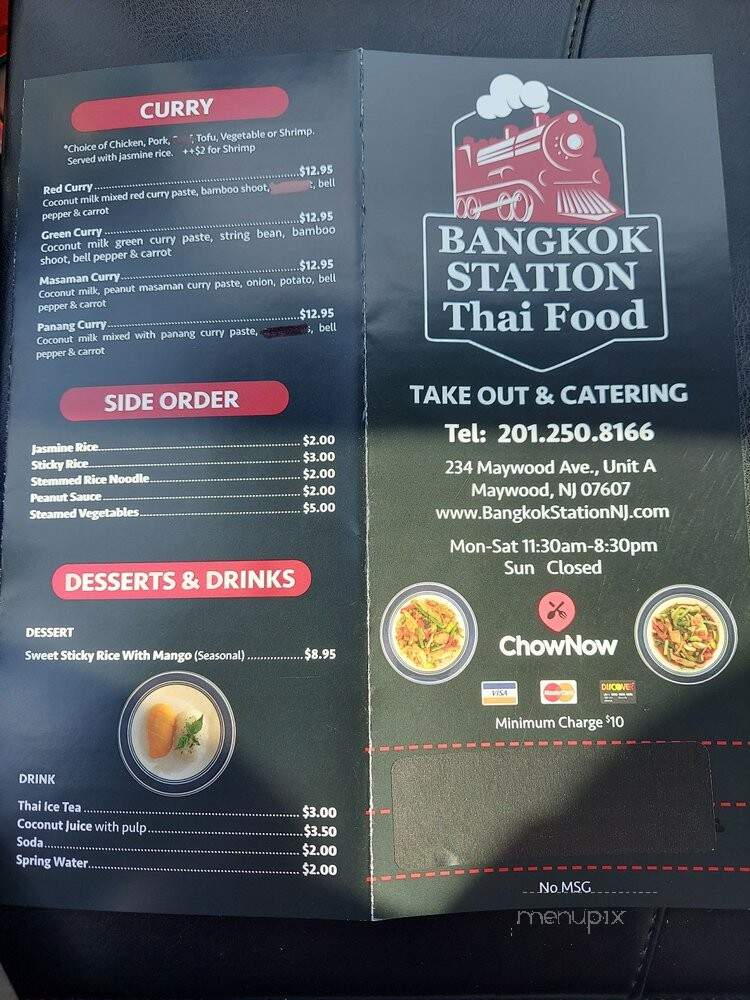 CURRY
*Choice of Chicken, Pork, Tofu, Vegetable or Shrimp.
Served with jasmine rice. ++$2 for Shrimp
Red Curry $12.95
Coconut milk mixed red curry paste, bamboo shoot, bell
pepper & carrot
Green Curry $12.95
Coconut milk green curry paste, string bean, bamboo
shoot, bell pepper & carrot
Masaman Curry $12.95
Coconut milk, peanut masaman curry paste, onion, potato, bell
pepper & carrot
Panang Curry $12.95
Coconut milk mixed with panang curry paste, bell
pepper & carrot
SIDE ORDER
Jasmine Rice $2.00
Sticky Rice $3.00
Stemmed Rice Noodle $2.00
Peanut Sauce $2.00
Steamed Vegetables $5.00
DESSERTS & DRINKS
DESSERT
Sweet Sticky Rice With Mango (Seasonal) $8.95
DRINK
Thai Ice Tea $3.00
Coconut Juice with pulp $3.50
Soda $2.00
Spring Water $2.00
BANGKOK
STATION
Thai Food
TAKE OUT & CATERING
Tel: 201.250.8166
234 Maywood Ave., Unit A
Maywood, NJ 07607
www.BangkokStationNJ.com
Mon-Sat 11:30am-8:30pm
Sun Closed
ChowNow
VISA
MasterCard
DISCOVER
Minimum Charge $10
No MSG
menupix